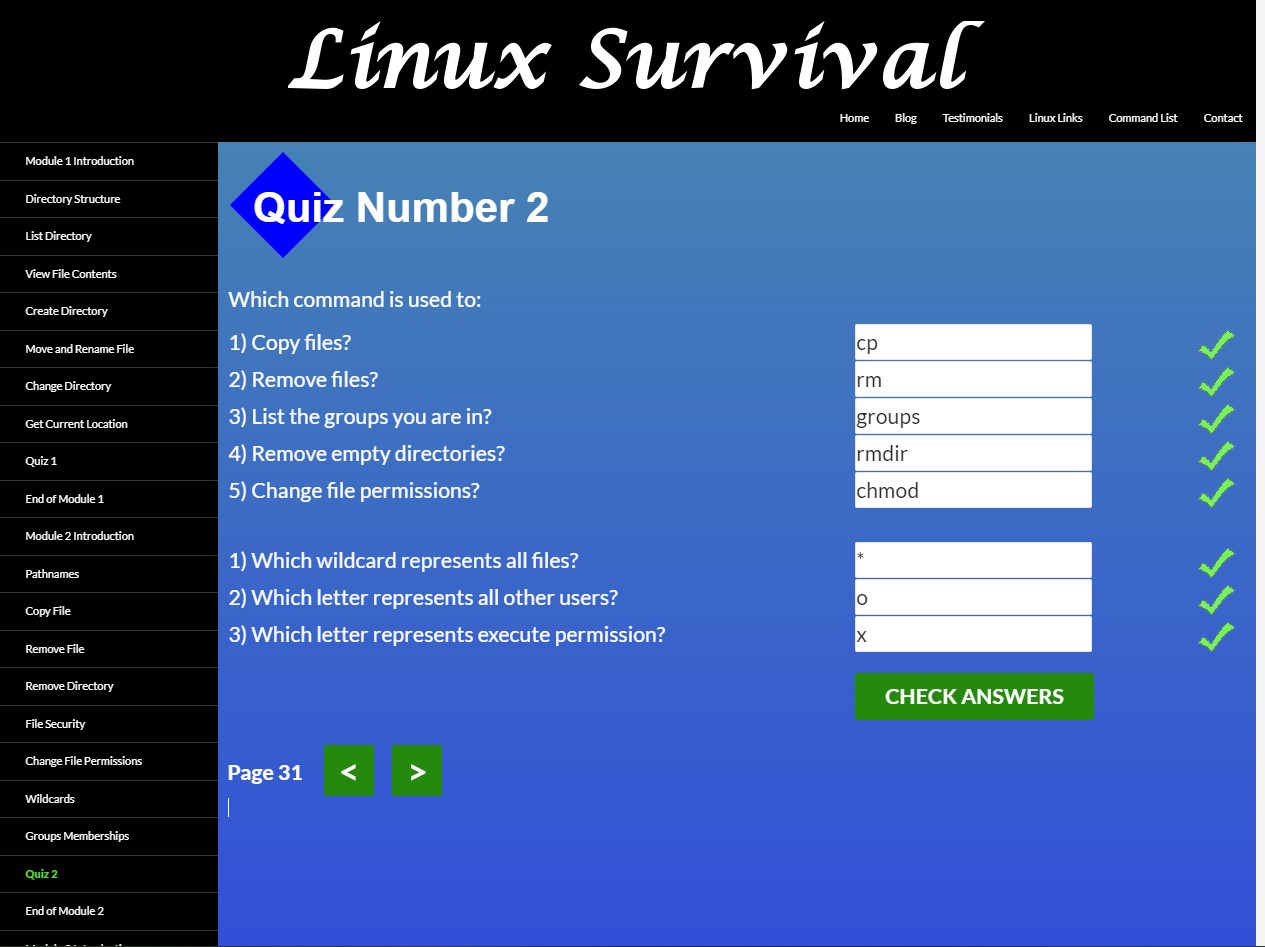 Linux Survival
Home Blog Testimonials Linux Links Command List Contact
Module 1 Introduction
Directory Structure
List Directory
View File Contents
Create Directory
Move and Rename File
Change Directory
Get Current Location
Quiz 1
End of Module 1
Module 2 Introduction
Pathnames
Copy File
Remove File
Remove Directory
File Security
Change File Permissions
Wildcards
Groups Memberships
Quiz 2
End of Module 2
Quiz Number 2
Which command is used to:
1) Copy files? cp
2) Remove files? rm
3) List the groups you are in? groups
4) Remove empty directories? rmdir
5) Change file permissions? chmod
1) Which wildcard represents all files? *
2) Which letter represents all other users? o
3) Which letter represents execute permission? x
CHECK ANSWERS
Page 31 < >